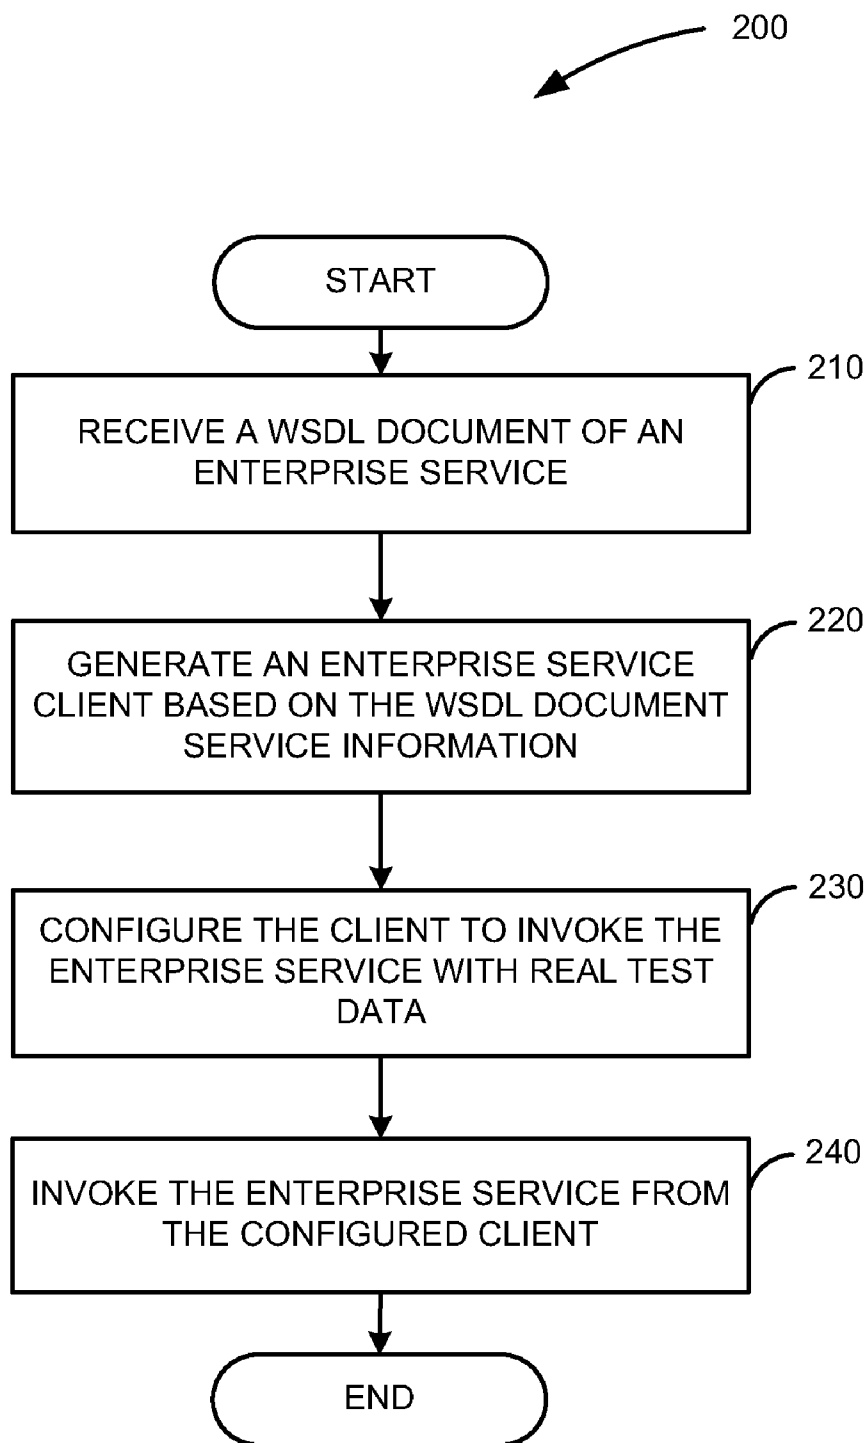 200
START
210
RECEIVE A WSDL DOCUMENT OF AN
ENTERPRISE SERVICE
220
GENERATE AN ENTERPRISE SERVICE
CLIENT BASED ON THE WSDL DOCUMENT
SERVICE INFORMATION
230
CONFIGURE THE CLIENT TO INVOKE THE
ENTERPRISE SERVICE WITH REAL TEST
DATA
240
INVOKE THE ENTERPRISE SERVICE FROM
THE CONFIGURED CLIENT
END